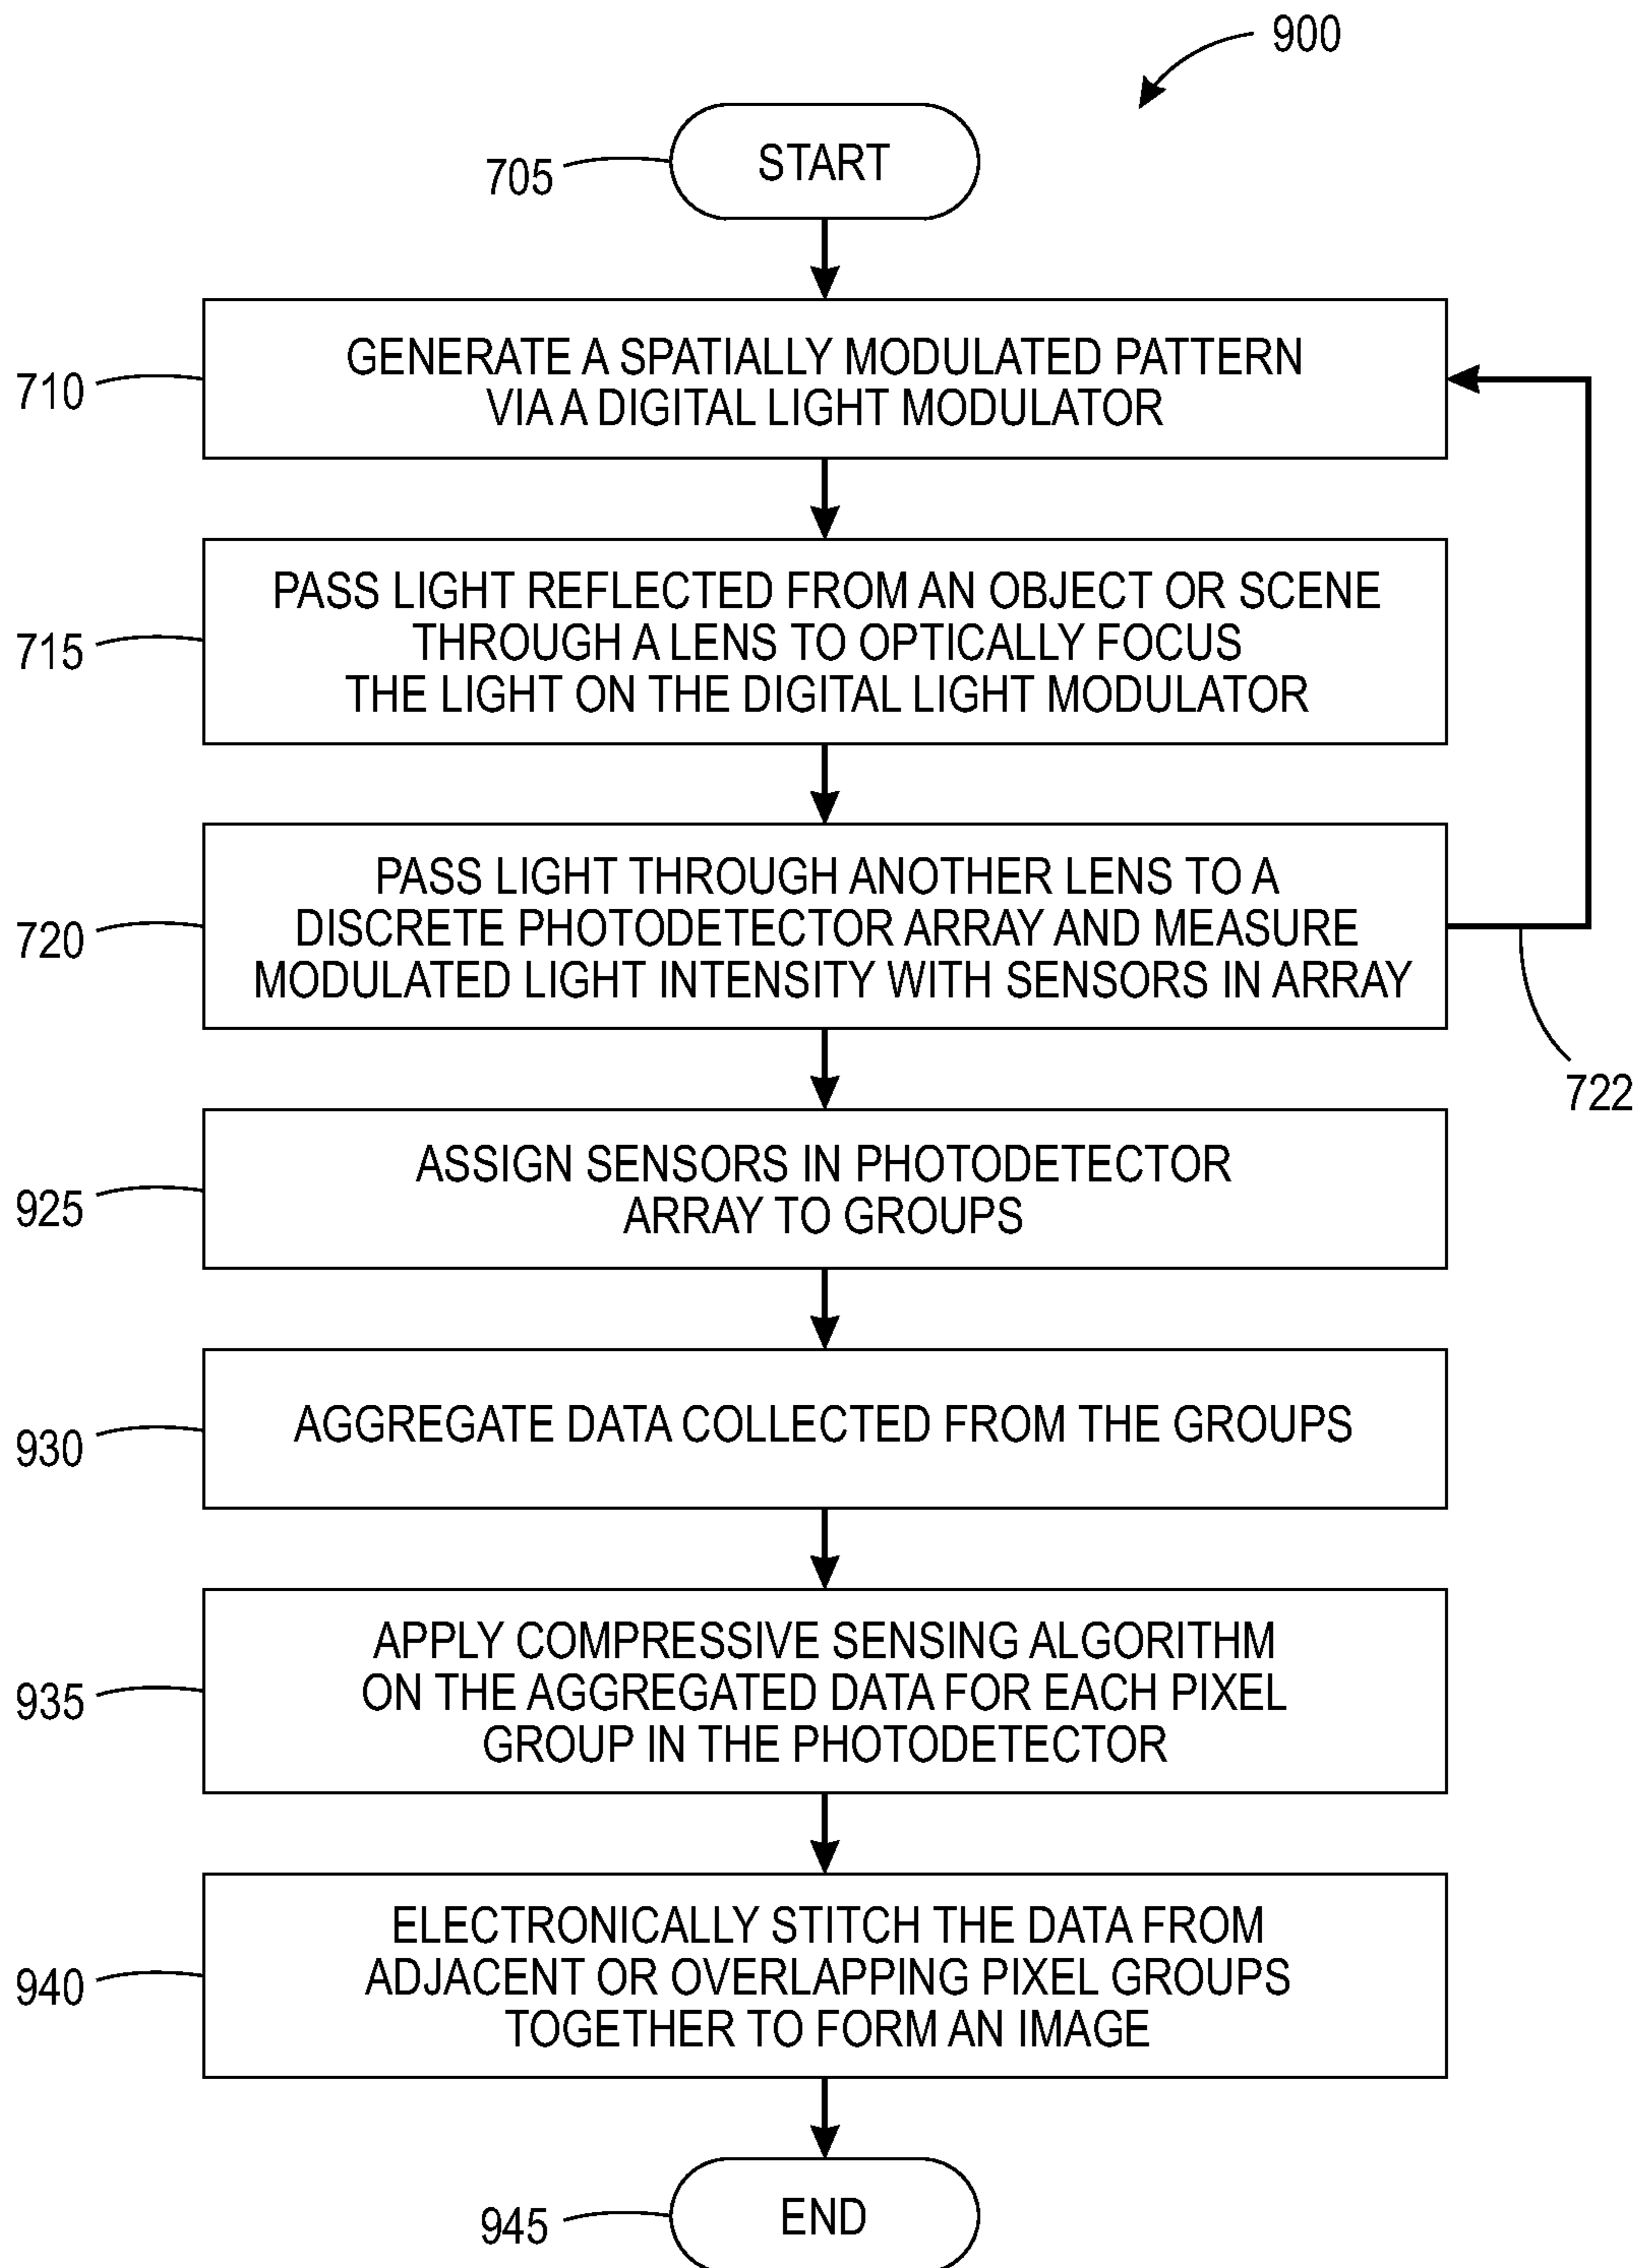 900
705
START
710
GENERATE A SPATIALLY MODULATED PATTERN
VIA A DIGITAL LIGHT MODULATOR
715
PASS LIGHT REFLECTED FROM AN OBJECT OR SCENE
THROUGH A LENS TO OPTICALLY FOCUS
THE LIGHT ON THE DIGITAL LIGHT MODULATOR
720
PASS LIGHT THROUGH ANOTHER LENS TO A
DISCRETE PHOTODETECTOR ARRAY AND MEASURE
MODULATED LIGHT INTENSITY WITH SENSORS IN ARRAY
722
925
ASSIGN SENSORS IN PHOTODETECTOR
ARRAY TO GROUPS
930
AGGREGATE DATA COLLECTED FROM THE GROUPS
935
APPLY COMPRESSIVE SENSING ALGORITHM
ON THE AGGREGATED DATA FOR EACH PIXEL
GROUP IN THE PHOTODETECTOR
940
ELECTRONICALLY STITCH THE DATA FROM
ADJACENT OR OVERLAPPING PIXEL GROUPS
TOGETHER TO FORM AN IMAGE
945
END